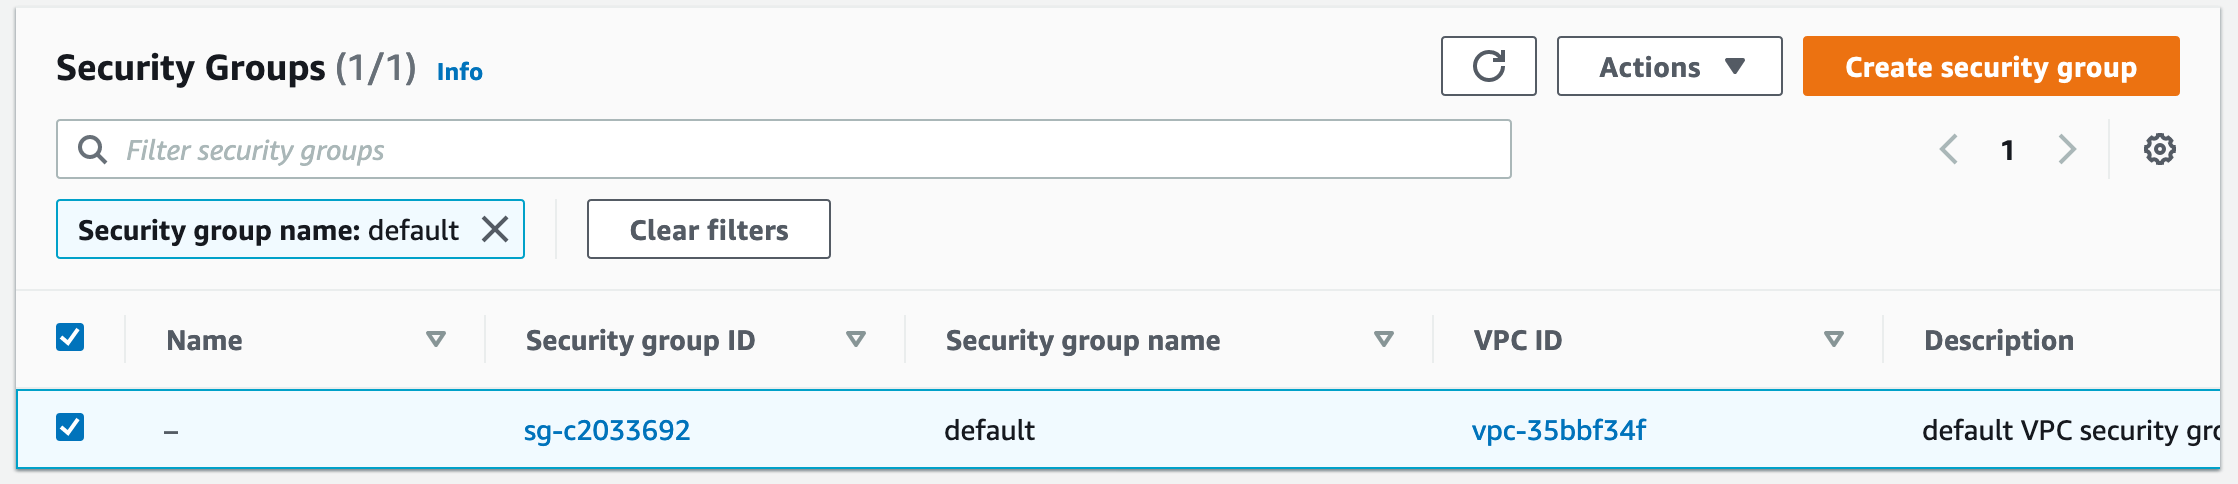 Security Groups (1/1) Info
Actions
Create security group
Filter security groups
1
Security group name: default
Clear filters
Name Security group ID Security group name VPC ID Description
– sg-c2033692 default vpc-35bbf34f default VPC security